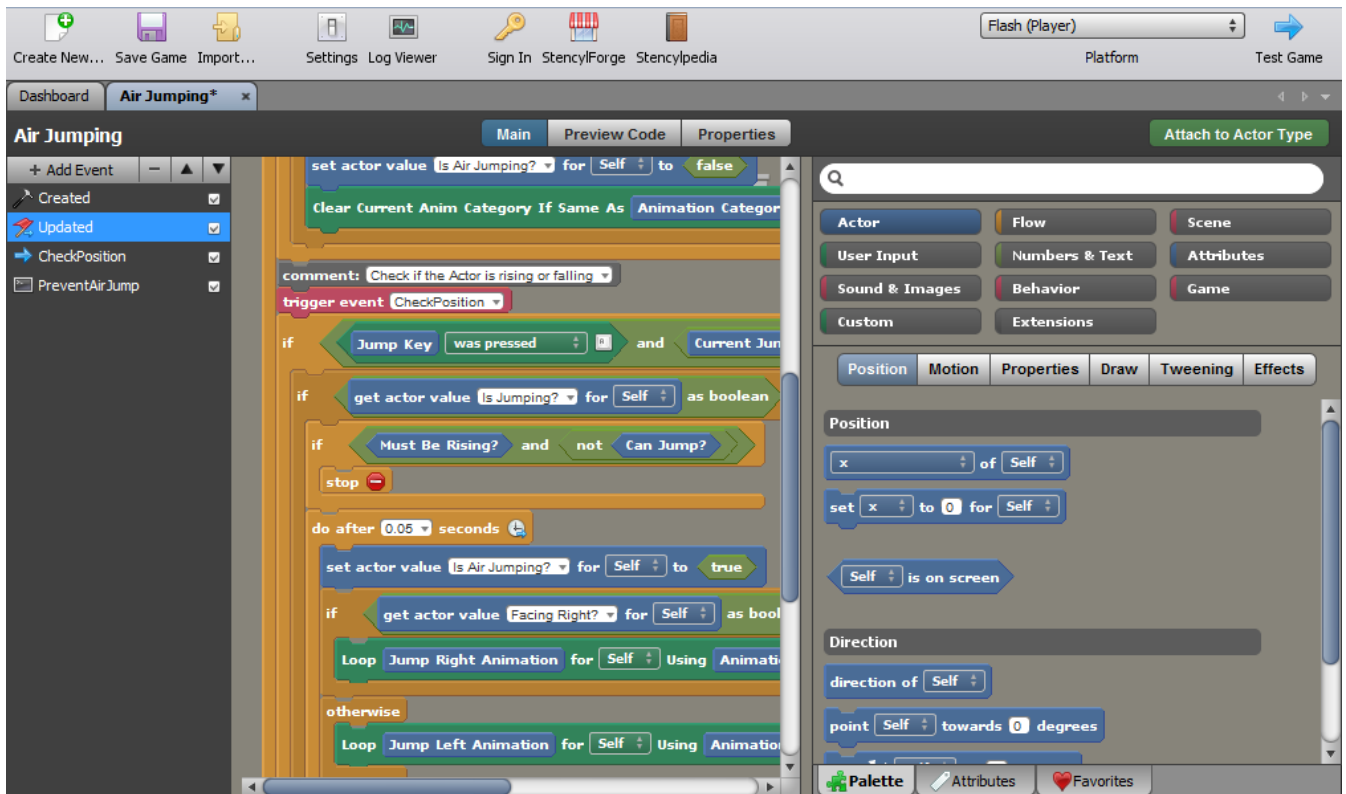 Create New... Save Game Import... Settings Log Viewer Sign In StencylForge Stencylpedia
Flash (Player)
Platform
Test Game
Dashboard
Air Jumping*
Air Jumping
Main Preview Code Properties
Attach to Actor Type
+ Add Event
Created
Updated
CheckPosition
PreventAirJump
set actor value Is Air Jumping? for Self to false
Clear Current Anim Category If Same As Animation Categor
comment: Check if the Actor is rising or falling
trigger event CheckPosition
if Jump Key was pressed and Current Jun
if get actor value Is Jumping? for Self as boolean
if Must Be Rising? and not Can Jump?
stop
do after 0.05 seconds
set actor value Is Air Jumping? for Self to true
if get actor value Facing Right? for Self as bool
Loop Jump Right Animation for Self Using Animati
otherwise
Loop Jump Left Animation for Self Using Animatio
Actor Flow Scene
User Input Numbers & Text Attributes
Sound & Images Behavior Game
Custom Extensions
Position Motion Properties Draw Tweening Effects
Position
x of Self
set x to 0 for Self
Self is on screen
Direction
direction of Self
point Self towards 0 degrees
Palette Attributes Favorites